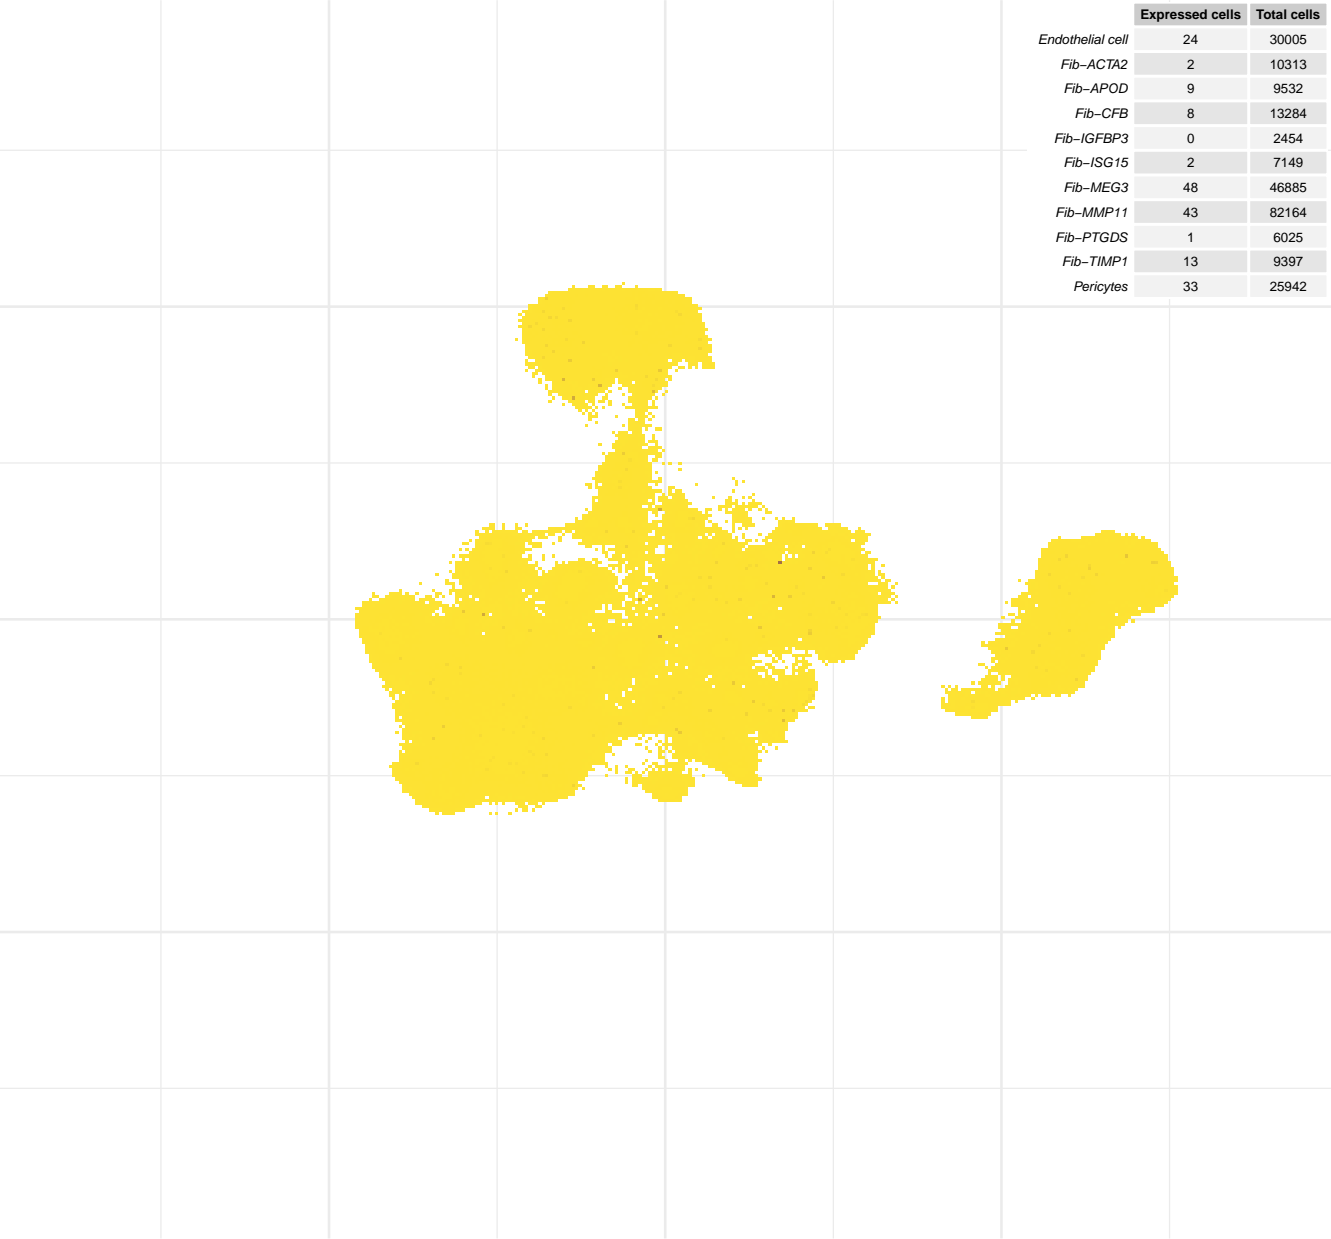 Expressed cells Total cells
Endothelial cell 24 30005
Fib−ACTA2 2 10313
Fib−APOD 9 9532
Fib−CFB 8 13284
Fib−IGFBP3 0 2454
Fib−ISG15 2 7149
Fib−MEG3 48 46885
Fib−MMP11 43 82164
Fib−PTGDS 1 6025
Fib−TIMP1 13 9397
Pericytes 33 25942